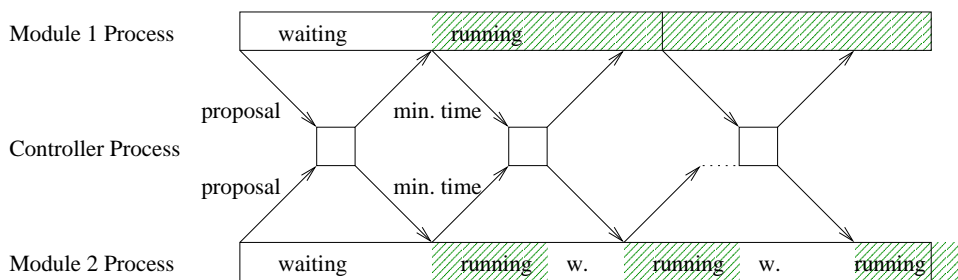 Module 1 Process waiting running
proposal min. time
Controller Process
proposal min. time
Module 2 Process waiting running w. running w. running